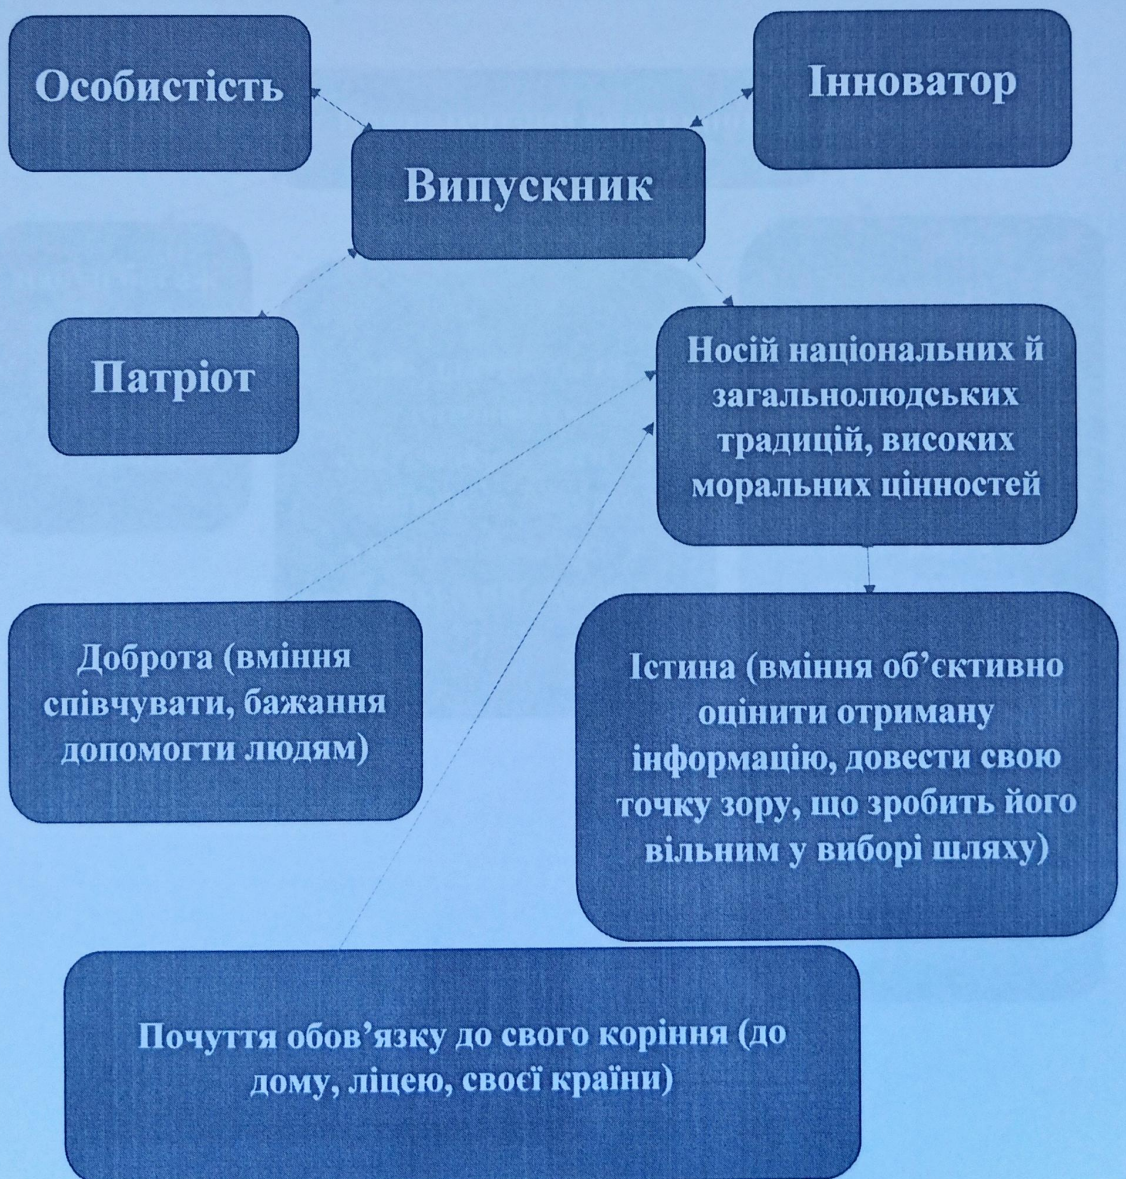 Особистість
Інноватор
Випускник
Патріот
Носій національних й
загальнолюдських
традицій, високих
моральних цінностей
Доброта (вміння
співчувати, бажання
допомогти людям)
Істина (вміння об’єктивно
оцінити отриману
інформацію, довести свою
точку зору, що зробить його
вільним у виборі шляху)
Почуття обов’язку до свого коріння (до
дому, ліцею, своєї країни)